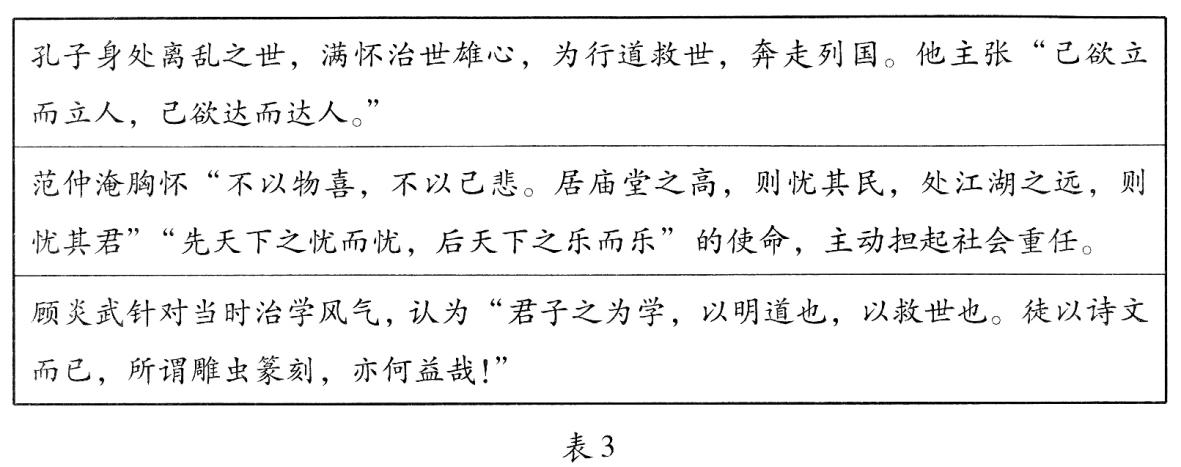 孔子身处离乱之世，满怀治世雄心，为行道救世，奔走列国。他主张“己欲立
而立人，己欲达而达人。”
范仲淹胸怀“不以物喜，不以己悲。居庙堂之高，则忧其民，处江湖之远，则
忧其君”“先天下之忧而忧，后天下之乐而乐”的使命，主动担起社会重任。
顾炎武针对当时治学风气，认为“君子之为学，以明道也，以救世也。徒以诗文
而已，所谓雕虫篆刻，亦何益哉！”
表3